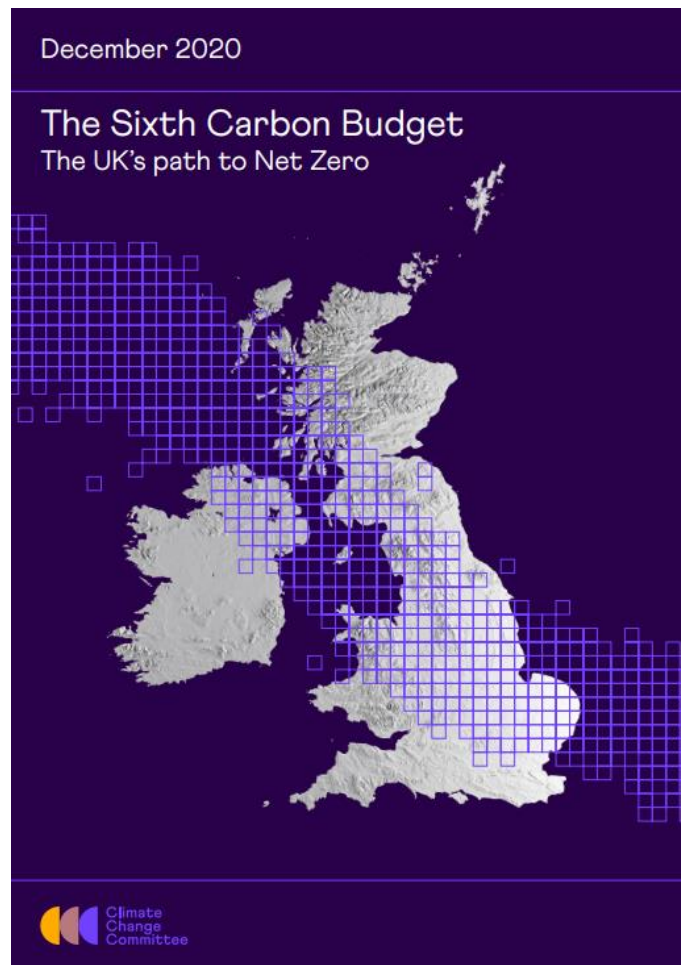 December 2020
The Sixth Carbon Budget
The UK's path to Net Zero
Climate
Change
Committee